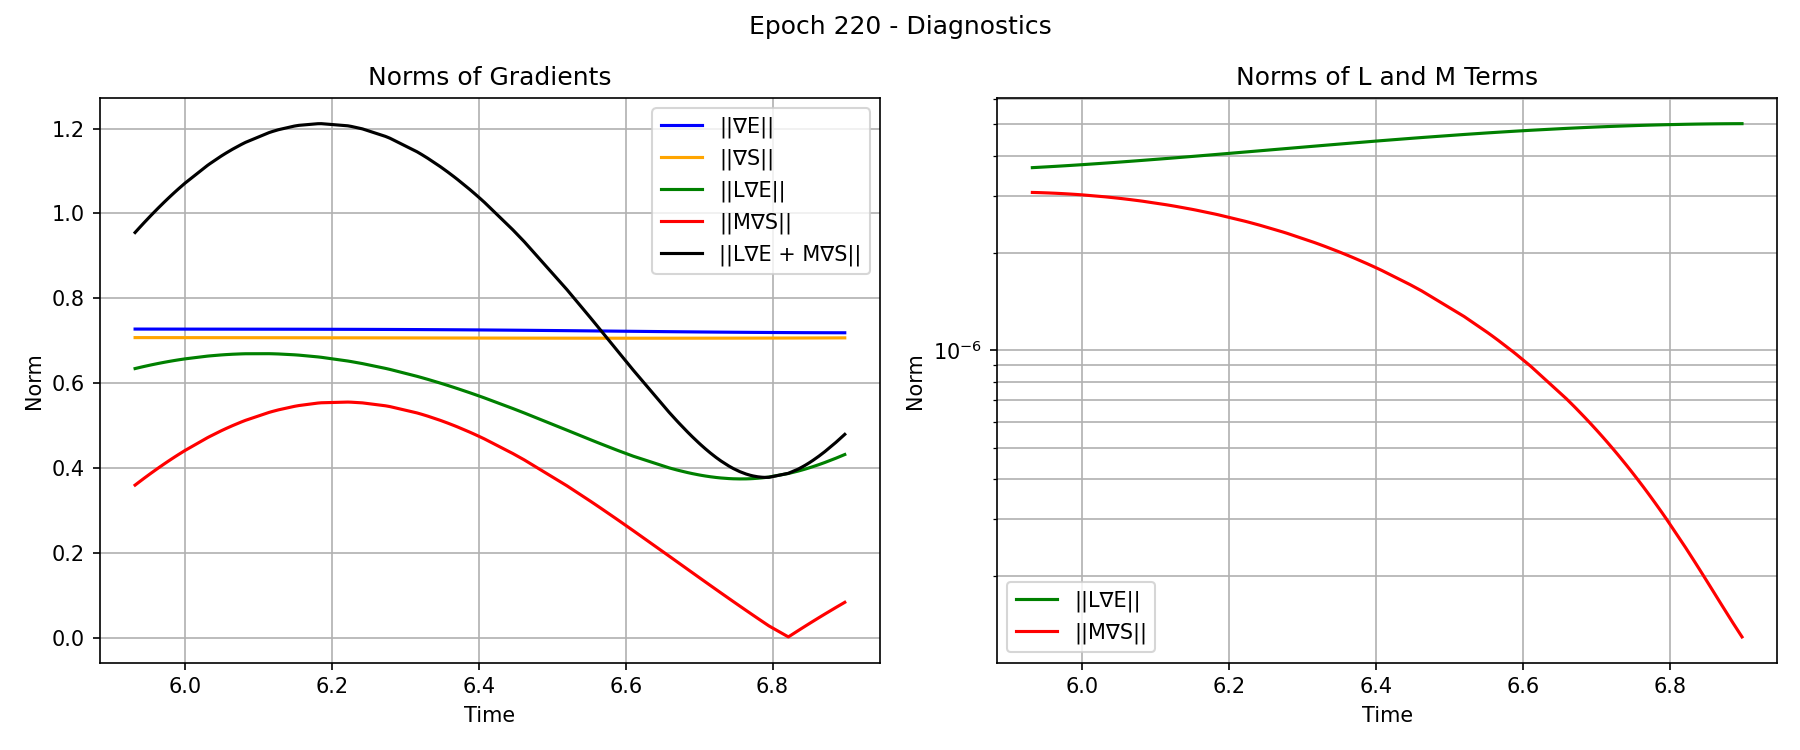 Epoch 220 - Diagnostics
Norms of Gradients
Norm
1.2
1.0
0.8
0.6
0.4
0.2
0.0
||∇E||
||∇S||
||L∇E||
||M∇S||
||L∇E + M∇S||
6.0 6.2 6.4 6.6 6.8
Time
Norms of L and M Terms
Norm
10⁻⁶
||L∇E||
||M∇S||
6.0 6.2 6.4 6.6 6.8
Time